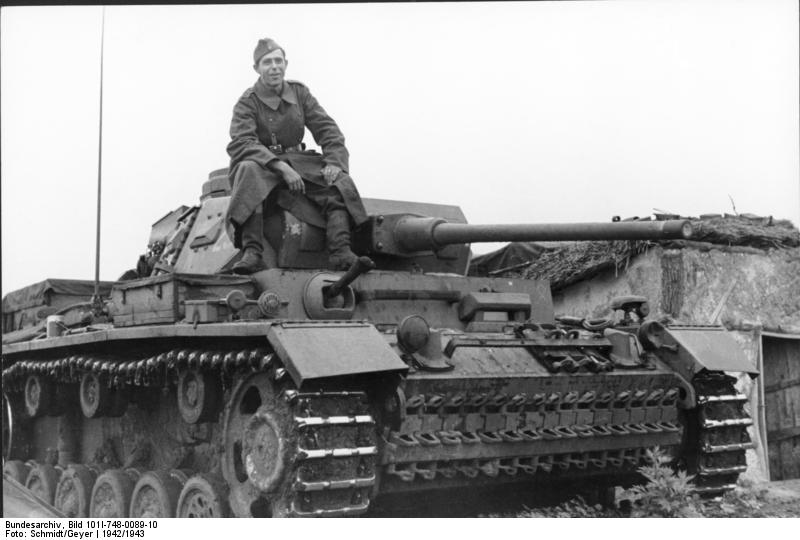 Bundesarchiv, Bild 101I-748-0089-10
Foto: Schmidt/Geyer | 1942/1943